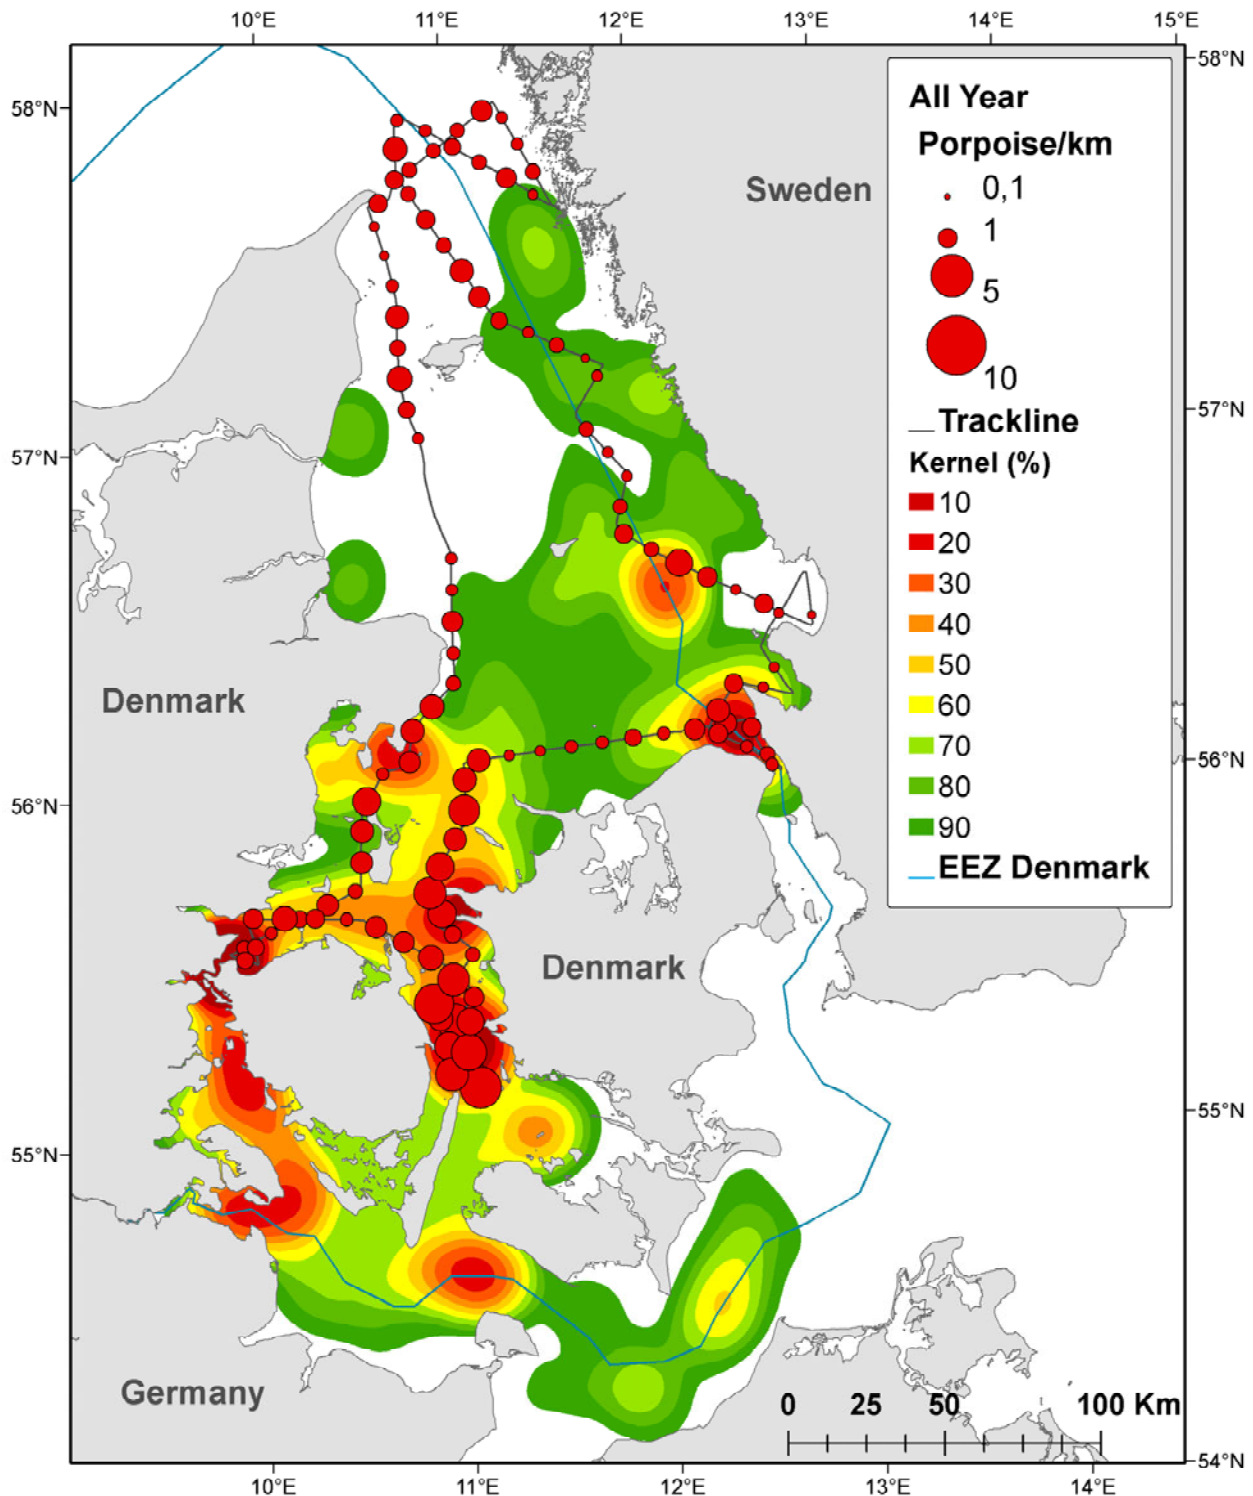 10°E 11°E 12°E 13°E 14°E 15°E
58°N
58°N
All Year
Porpoise/km
0,1
1
5
10
Trackline
Kernel (%)
10
20
30
40
50
60
70
80
90
EEZ Denmark
Sweden
57°N
57°N
Denmark
56°N
56°N
Denmark
55°N
55°N
Germany
0 25 50 100 Km
54°N
10°E 11°E 12°E 13°E 14°E